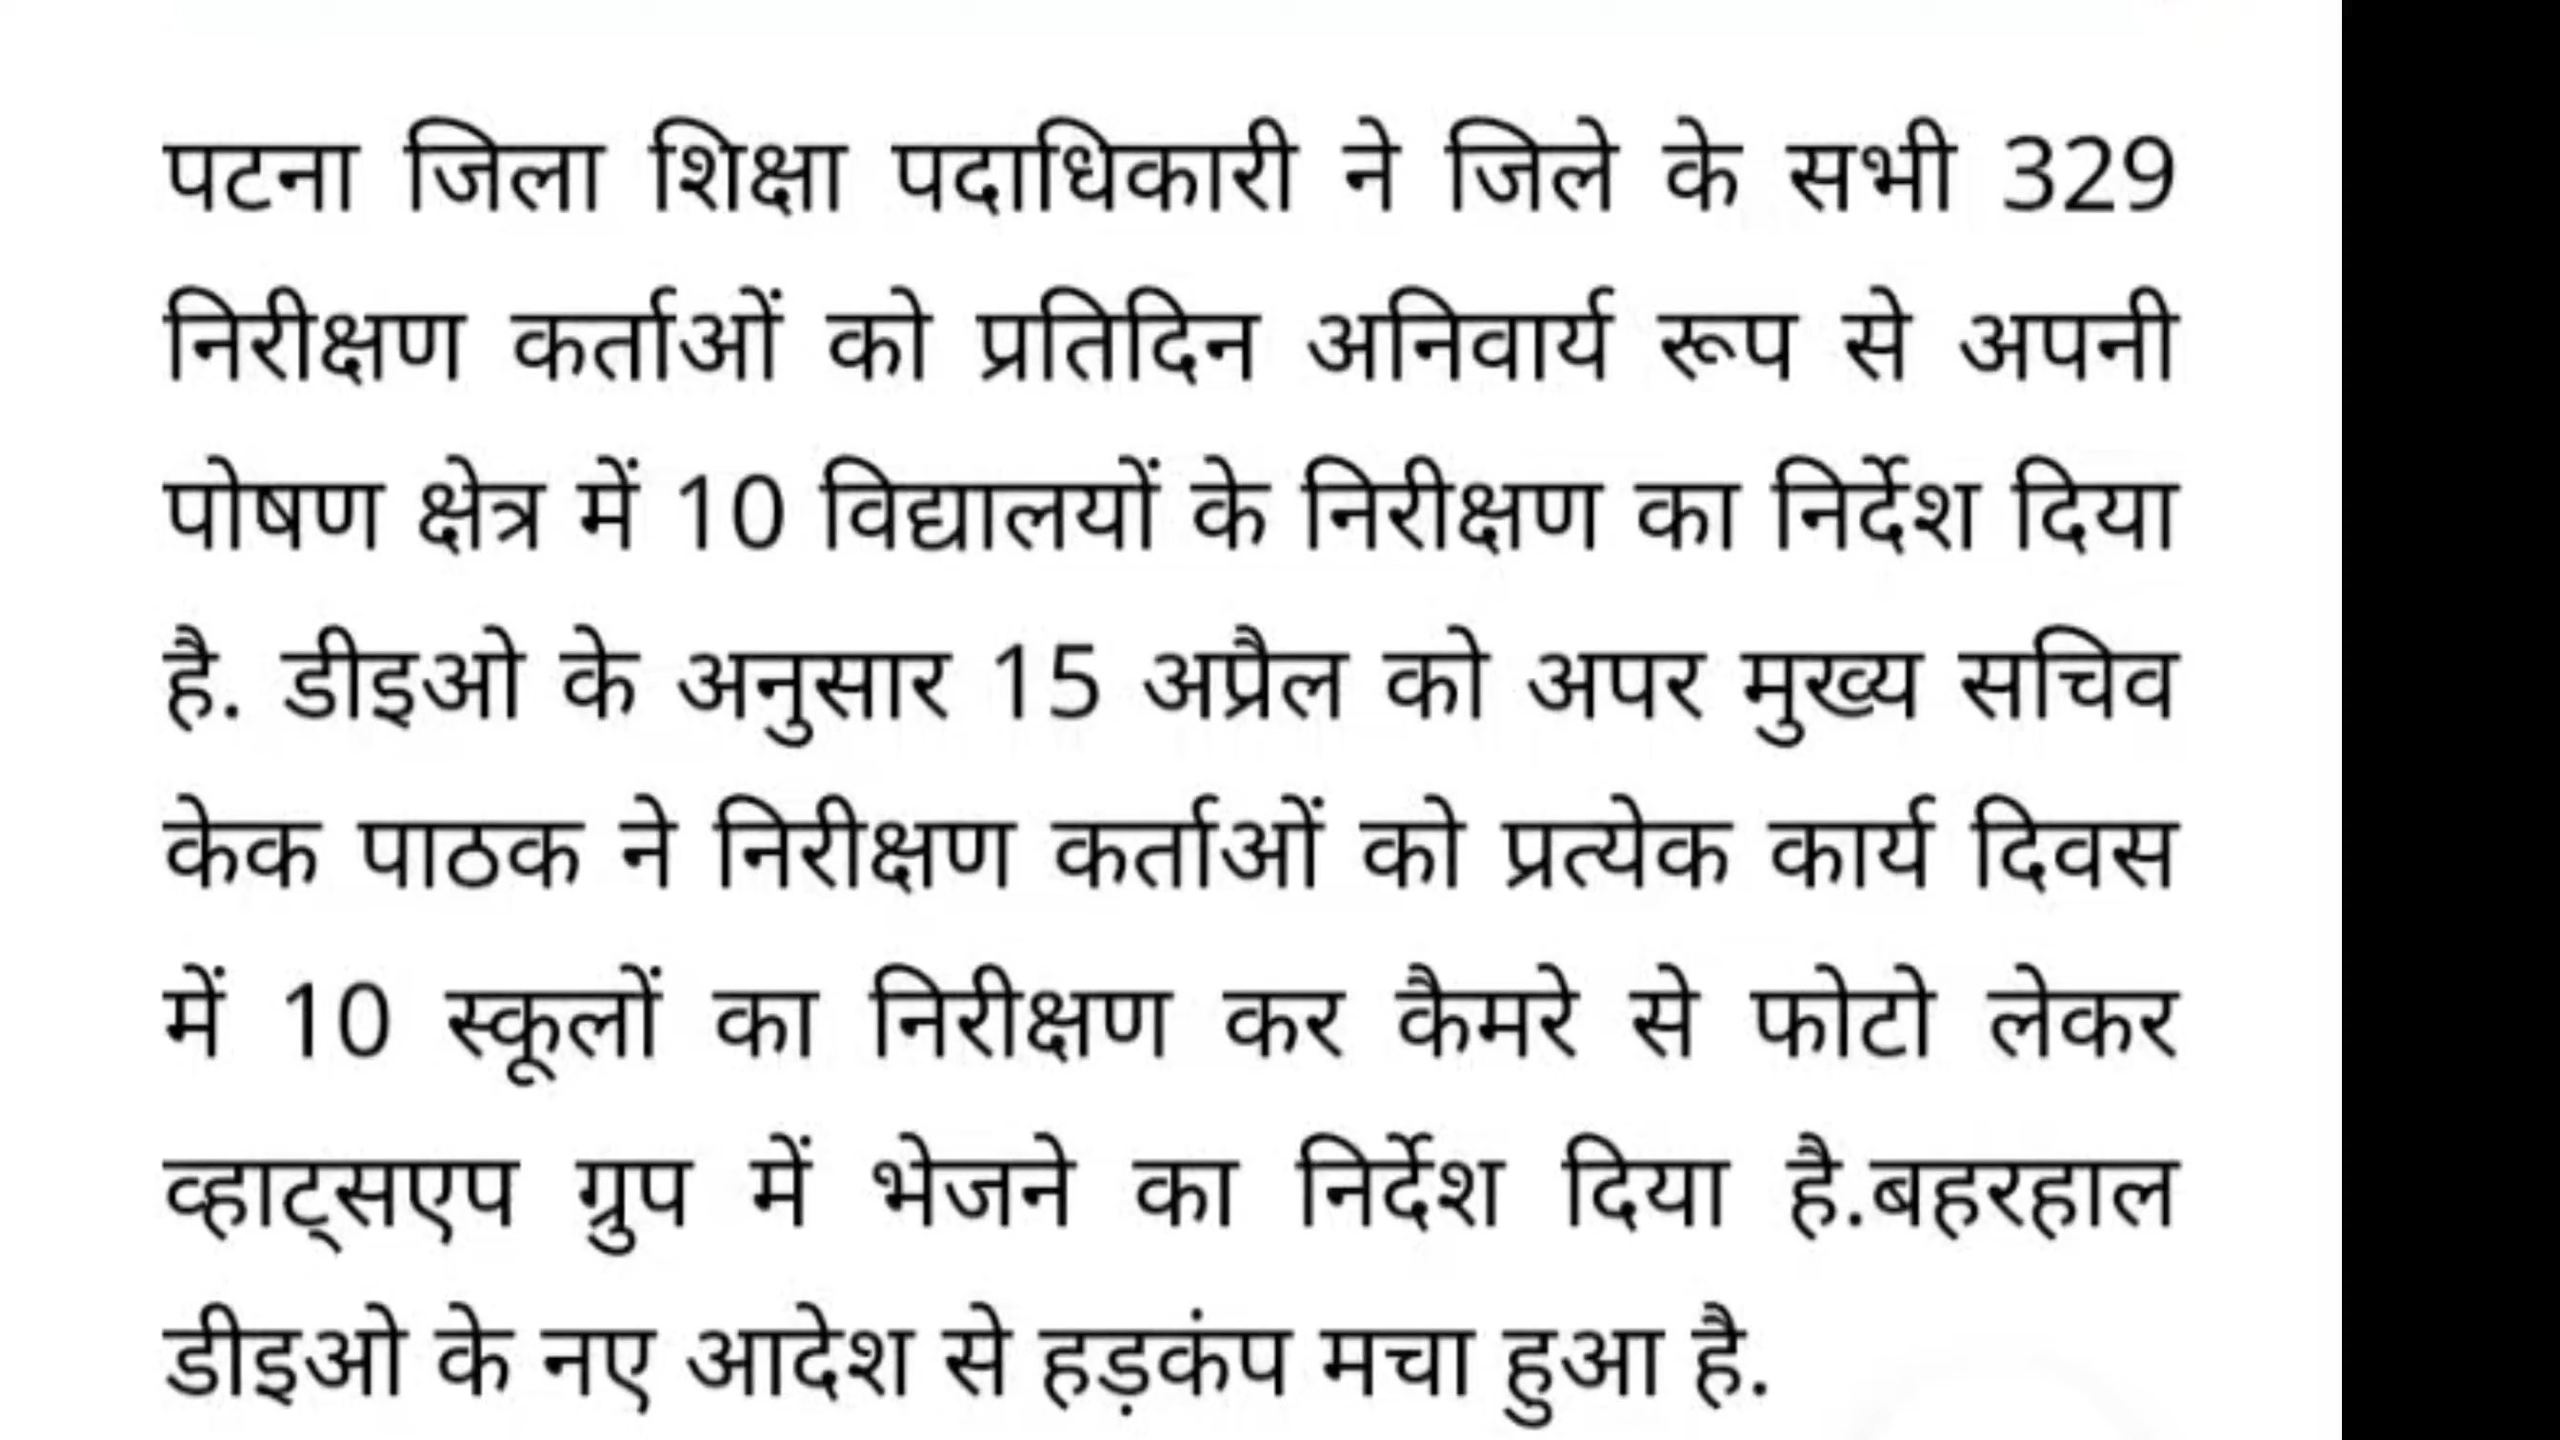 पटना जिला शिक्षा पदाधिकारी ने जिले के सभी 329
निरीक्षण कर्ताओं को प्रतिदिन अनिवार्य रूप से अपनी
पोषण क्षेत्र में 10 विद्यालयों के निरीक्षण का निर्देश दिया
है. डीइओ के अनुसार 15 अप्रैल को अपर मुख्य सचिव
केक पाठक ने निरीक्षण कर्ताओं को प्रत्येक कार्य दिवस
में 10 स्कूलों का निरीक्षण कर कैमरे से फोटो लेकर
व्हाट्सएप ग्रुप में भेजने का निर्देश दिया है.बहरहाल
डीइओ के नए आदेश से हड़कंप मचा हुआ है.